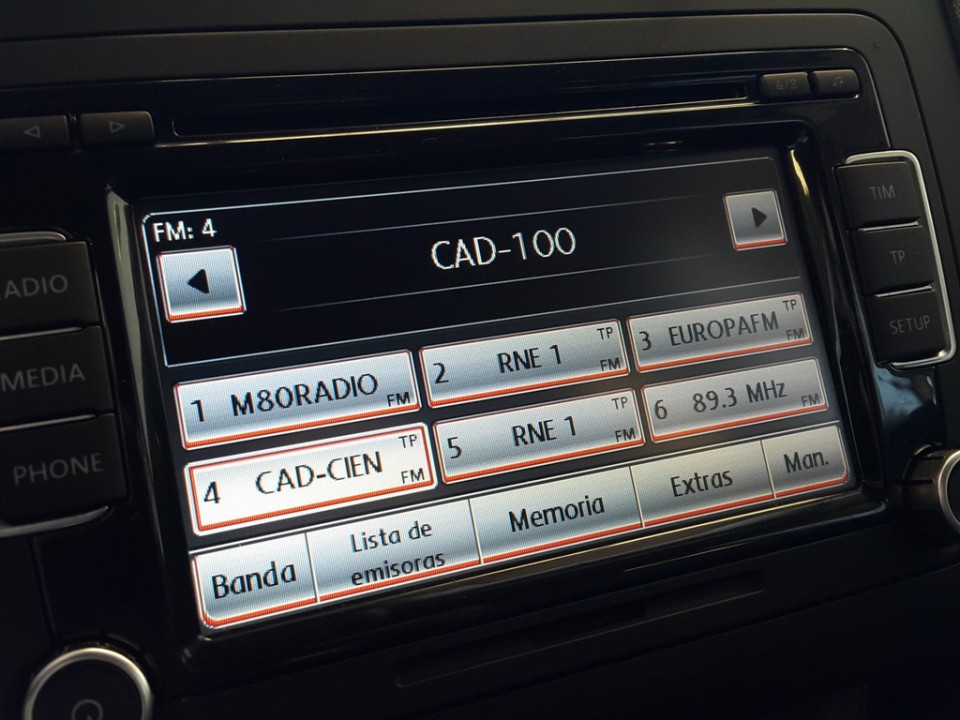 TIM
TP
SETUP
RADIO
MEDIA
PHONE
FM: 4
CAD-100
1 M80RADIO FM
2 RNE 1 TP FM
3 EUROPAFM TP FM
4 CAD-CIEN TP FM
5 RNE 1 TP FM
6 89.3 MHz FM
Banda
Lista de
emisoras
Memoria
Extras
Man.